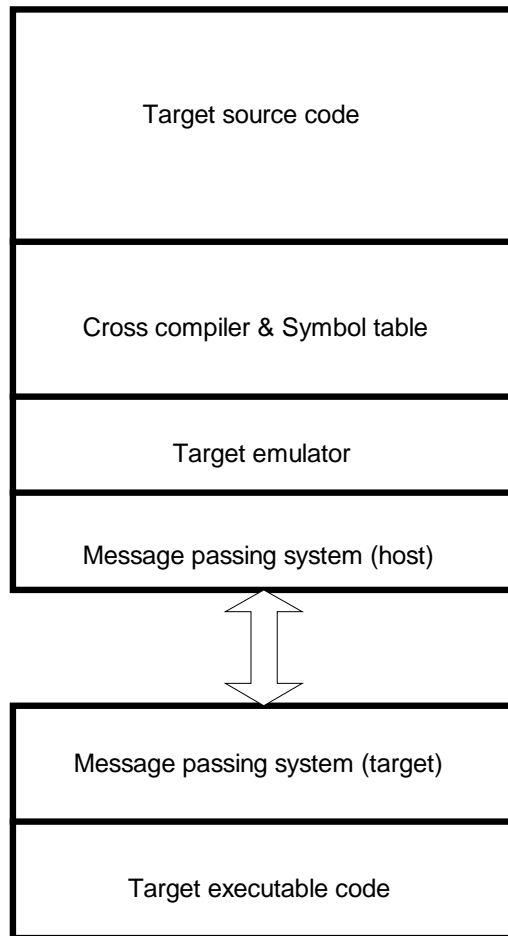 Target source code
Cross compiler & Symbol table
Target emulator
Message passing system (host)
Message passing system (target)
Target executable code